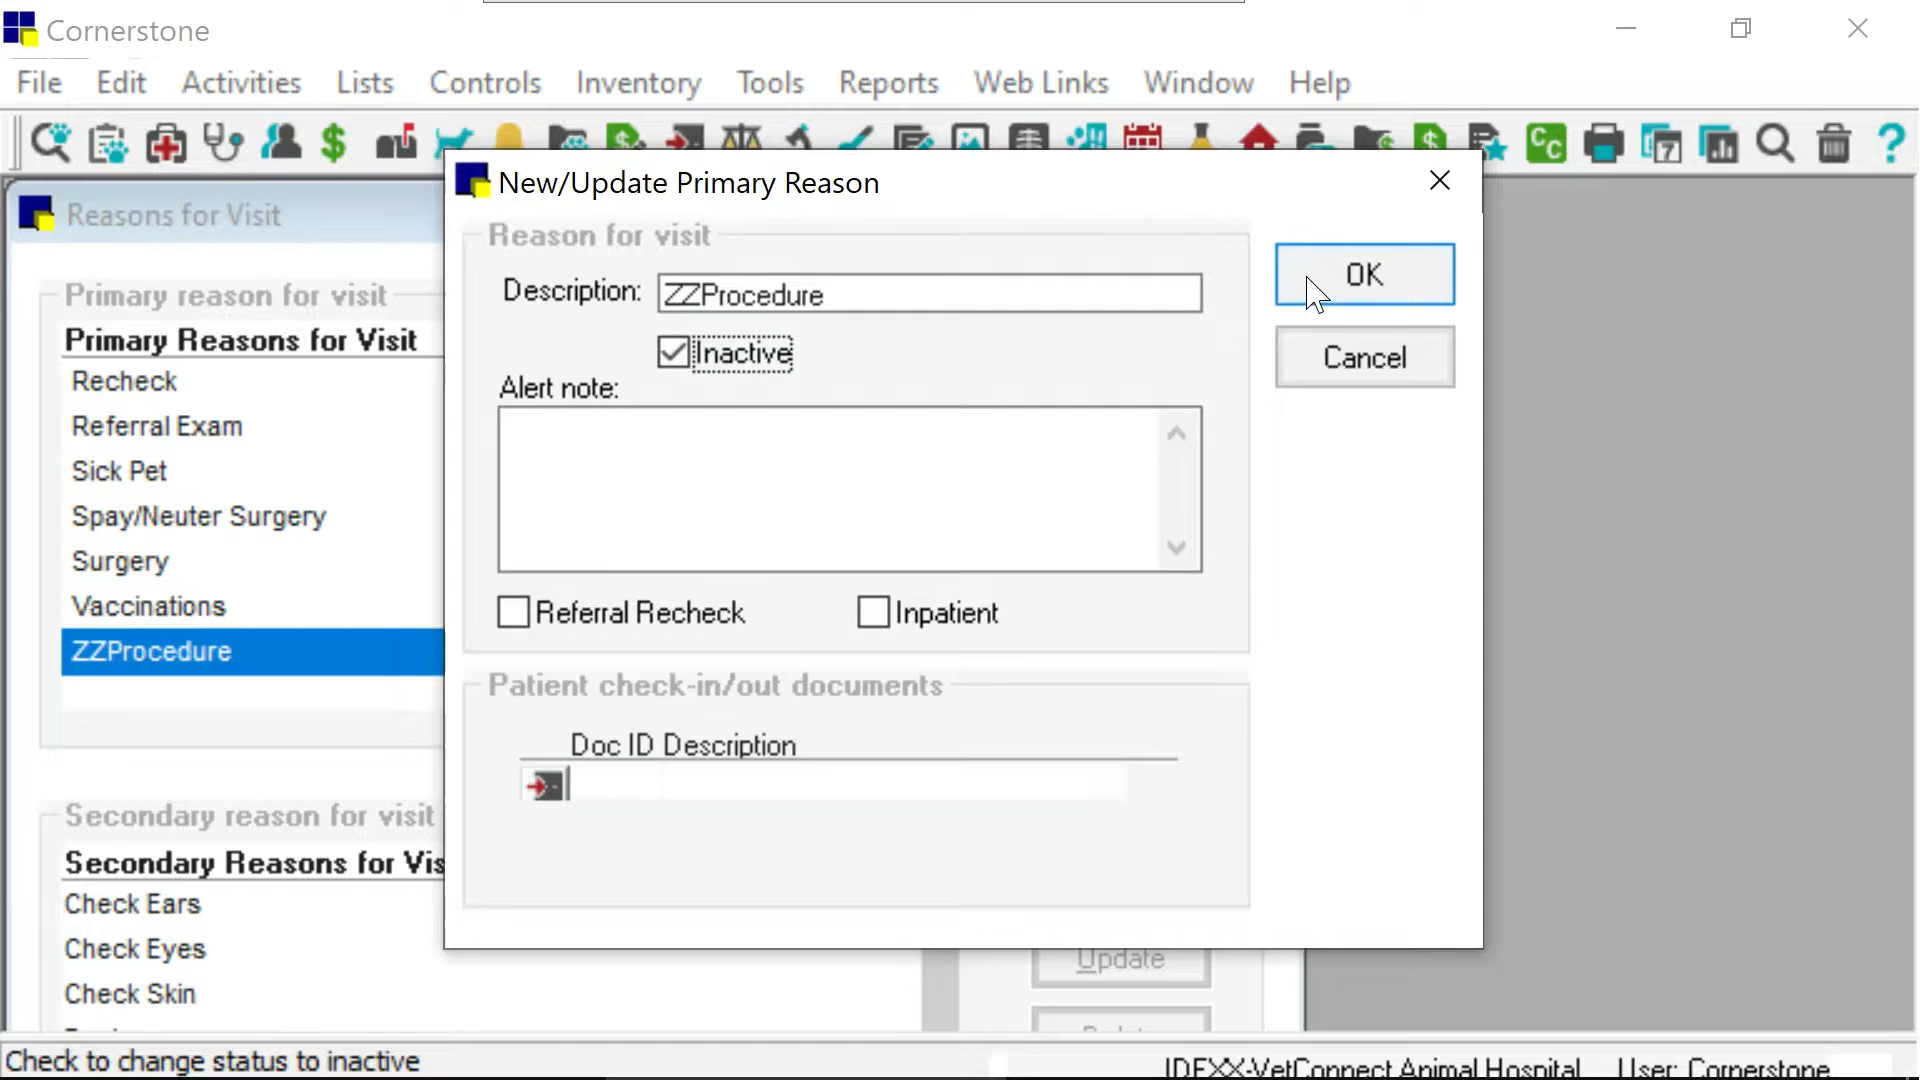 Cornerstone
File Edit Activities Lists Controls Inventory Tools Reports Web Links Window Help
Reasons for Visit
Primary reason for visit
Primary Reasons for Visit
Recheck
Referral Exam
Sick Pet
Spay/Neuter Surgery
Surgery
Vaccinations
ZZProcedure
Secondary reason for visit
Secondary Reasons for Vis
Check Ears
Check Eyes
Check Skin
New/Update Primary Reason
Reason for visit
Description: ZZProcedure
Inactive
Alert note:
Referral Recheck Inpatient
Patient check-in/out documents
Doc ID Description
OK
Cancel
Update
Check to change status to inactive
IDEXX-VetConnect Animal Hospital User: Cornerstone